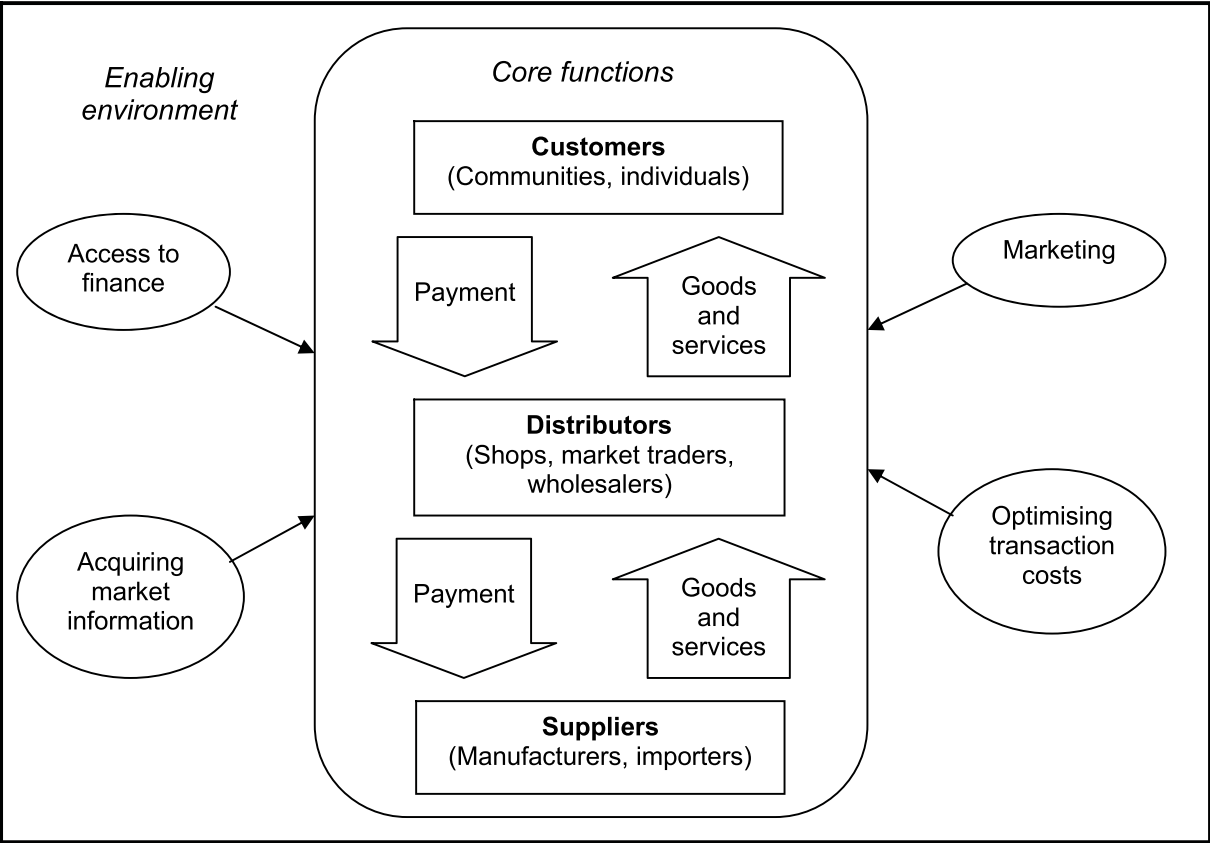 Enabling
environment
Core functions
Customers
(Communities, individuals)
Access to
finance
Payment
Goods
and
services
Marketing
Distributors
(Shops, market traders,
wholesalers)
Acquiring
market
information
Payment
Goods
and
services
Optimising
transaction
costs
Suppliers
(Manufacturers, importers)